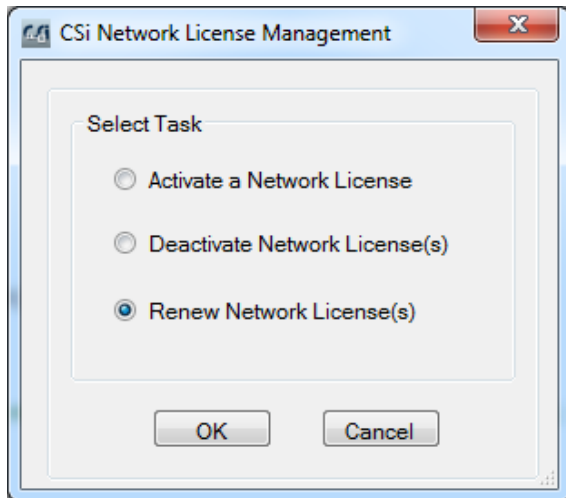 CSi Network License Management
Select Task
Activate a Network License
Deactivate Network License(s)
Renew Network License(s)
OK Cancel